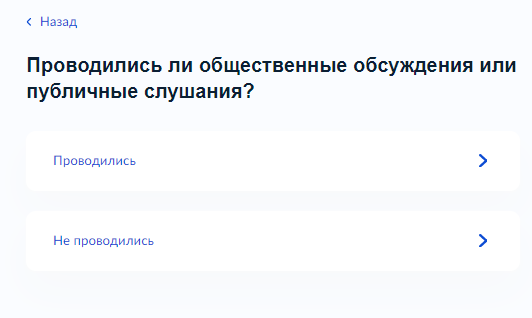 Назад
Проводились ли общественные обсуждения или
публичные слушания?
Проводились
Не проводились